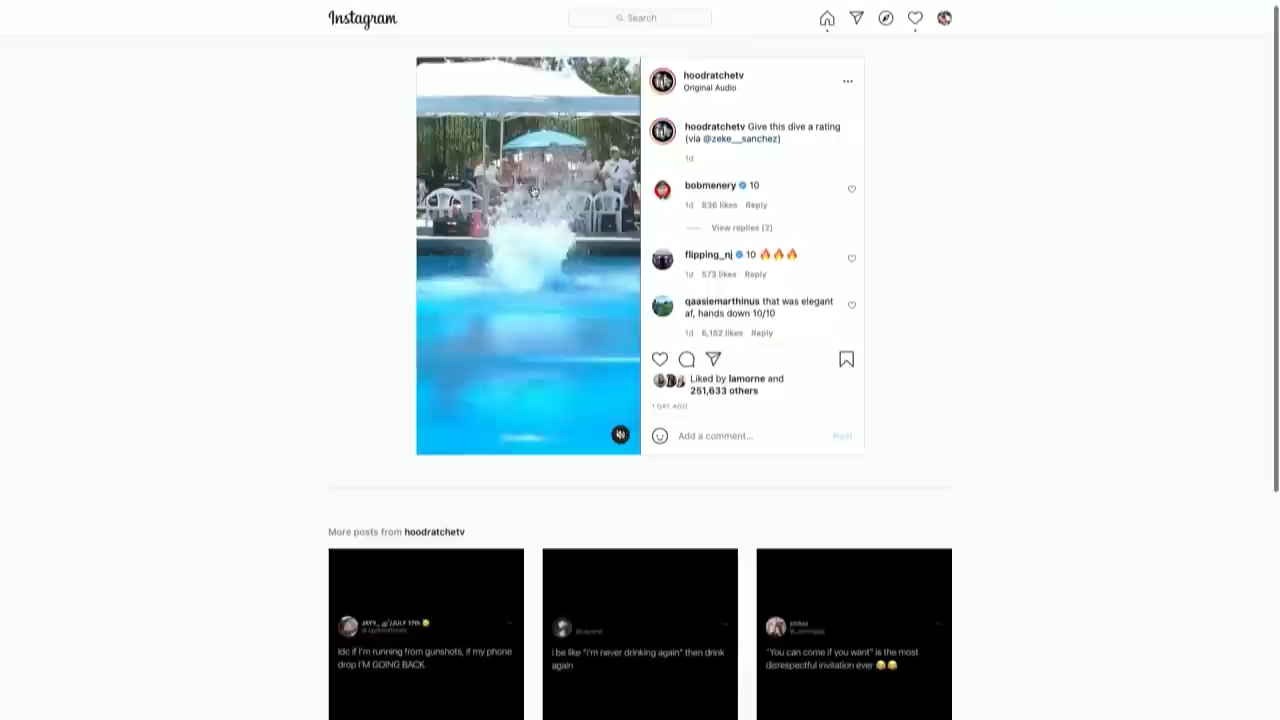 Instagram
Search
hoodratchetv
Original Audio
hoodratchetv Give this dive a rating
(via @zeke__sanchez)
1d
bobmenery 10
1d 836 likes Reply
View replies (2)
flipping_nj 10 🔥🔥🔥
1d 573 likes Reply
qaasiemarthinus that was elegant
af, hands down 10/10
1d 6,152 likes Reply
Liked by lamorne and
251,633 others
1 DAY AGO
Add a comment...
Post
More posts from hoodratchetv
Idc if I'm running from gunshots, if my phone
drop I'M GOING BACK
I be like "I'm never drinking again" then drink
again
"You can come if you want" is the most
disrespectful invitation ever 😂😂